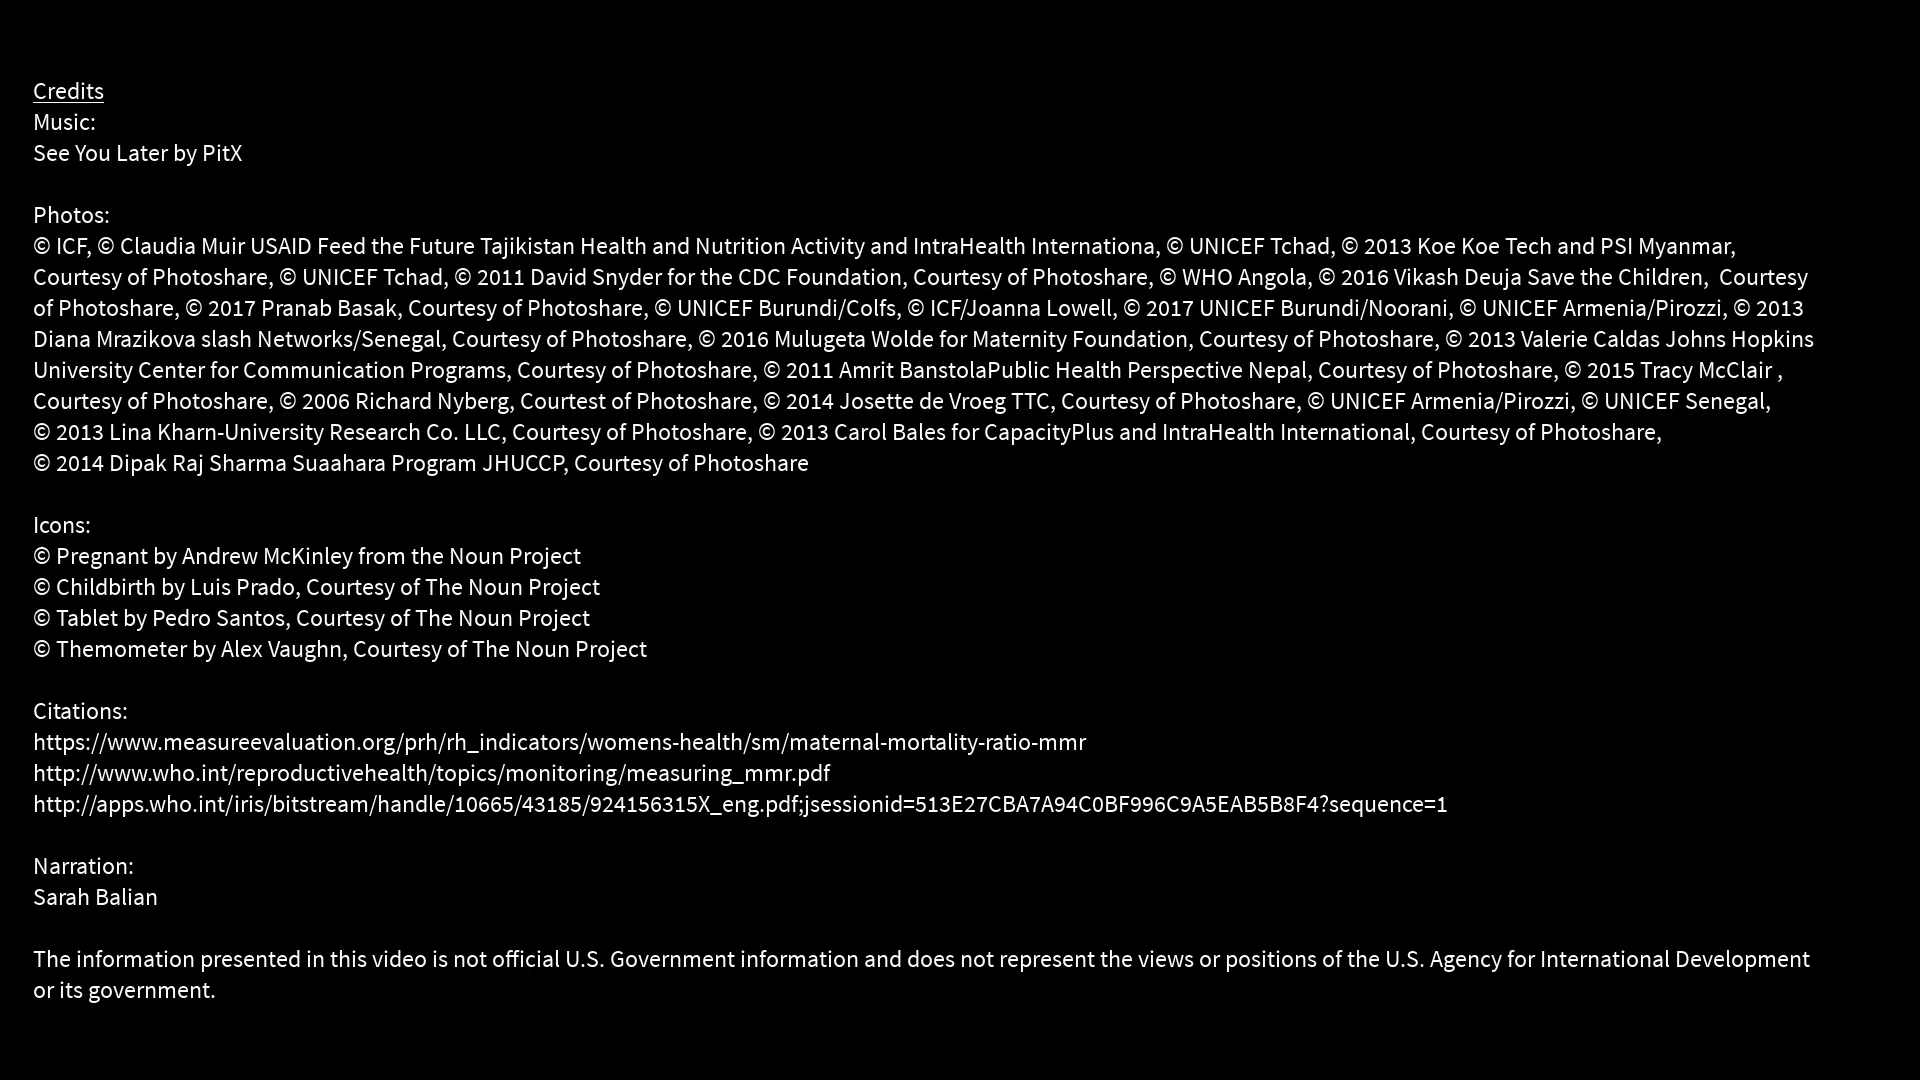 Credits
Music:
See You Later by PitX
Photos:
© ICF, © Claudia Muir USAID Feed the Future Tajikistan Health and Nutrition Activity and IntraHealth Internationa, © UNICEF Tchad, © 2013 Koe Koe Tech and PSI Myanmar,
Courtesy of Photoshare, © UNICEF Tchad, © 2011 David Snyder for the CDC Foundation, Courtesy of Photoshare, © WHO Angola, © 2016 Vikash Deuja Save the Children,  Courtesy
of Photoshare, © 2017 Pranab Basak, Courtesy of Photoshare, © UNICEF Burundi/Colfs, © ICF/Joanna Lowell, © 2017 UNICEF Burundi/Noorani, © UNICEF Armenia/Pirozzi, © 2013
Diana Mrazikova slash Networks/Senegal, Courtesy of Photoshare, © 2016 Mulugeta Wolde for Maternity Foundation, Courtesy of Photoshare, © 2013 Valerie Caldas Johns Hopkins
University Center for Communication Programs, Courtesy of Photoshare, © 2011 Amrit BanstolaPublic Health Perspective Nepal, Courtesy of Photoshare, © 2015 Tracy McClair ,
Courtesy of Photoshare, © 2006 Richard Nyberg, Courtest of Photoshare, © 2014 Josette de Vroeg TTC, Courtesy of Photoshare, © UNICEF Armenia/Pirozzi, © UNICEF Senegal,
© 2013 Lina Kharn-University Research Co. LLC, Courtesy of Photoshare, © 2013 Carol Bales for CapacityPlus and IntraHealth International, Courtesy of Photoshare,
© 2014 Dipak Raj Sharma Suaahara Program JHUCCP, Courtesy of Photoshare
Icons:
© Pregnant by Andrew McKinley from the Noun Project
© Childbirth by Luis Prado, Courtesy of The Noun Project
© Tablet by Pedro Santos, Courtesy of The Noun Project
© Themometer by Alex Vaughn, Courtesy of The Noun Project
Citations:
https://www.measureevaluation.org/prh/rh_indicators/womens-health/sm/maternal-mortality-ratio-mmr
http://www.who.int/reproductivehealth/topics/monitoring/measuring_mmr.pdf
http://apps.who.int/iris/bitstream/handle/10665/43185/924156315X_eng.pdf;jsessionid=513E27CBA7A94C0BF996C9A5EAB5B8F4?sequence=1
Narration:
Sarah Balian
The information presented in this video is not official U.S. Government information and does not represent the views or positions of the U.S. Agency for International Development
or its government.